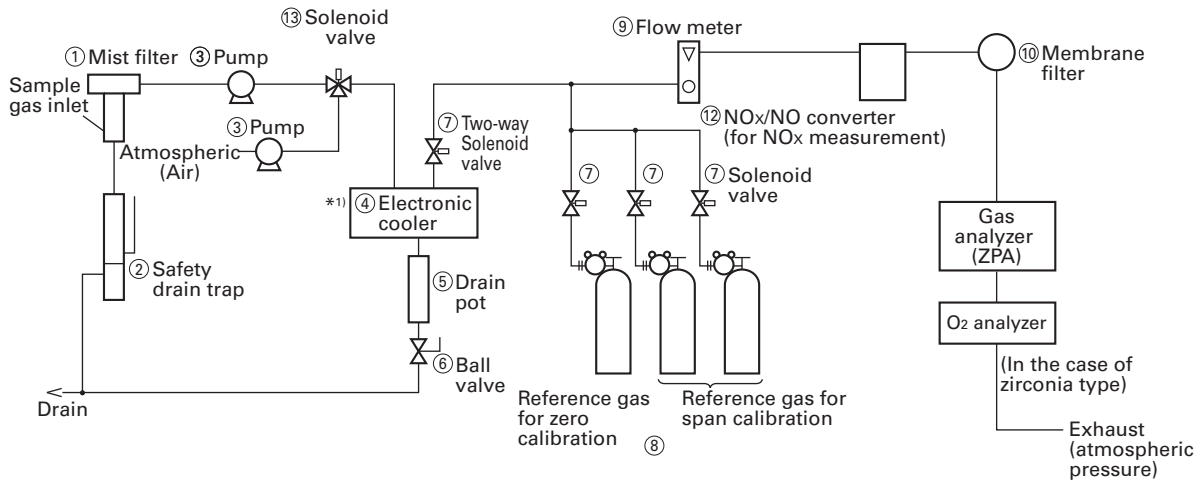 ⑬ Solenoid
valve
① Mist filter
③ Pump
Sample
gas inlet
③ Pump
Atmospheric
(Air)
⑦ Two-way
Solenoid
valve
⑨ Flow meter
⑩ Membrane
filter
⑫ NOx/NO converter
(for NOx measurement)
⑦
⑦
⑦ Solenoid
valve
*1)
④ Electronic
cooler
② Safety
drain trap
⑤ Drain
pot
⑥ Ball
valve
Drain
Reference gas
for zero
calibration
Reference gas for
span calibration
⑧
Gas
analyzer
(ZPA)
O2 analyzer
(In the case of
zirconia type)
Exhaust
(atmospheric
pressure)